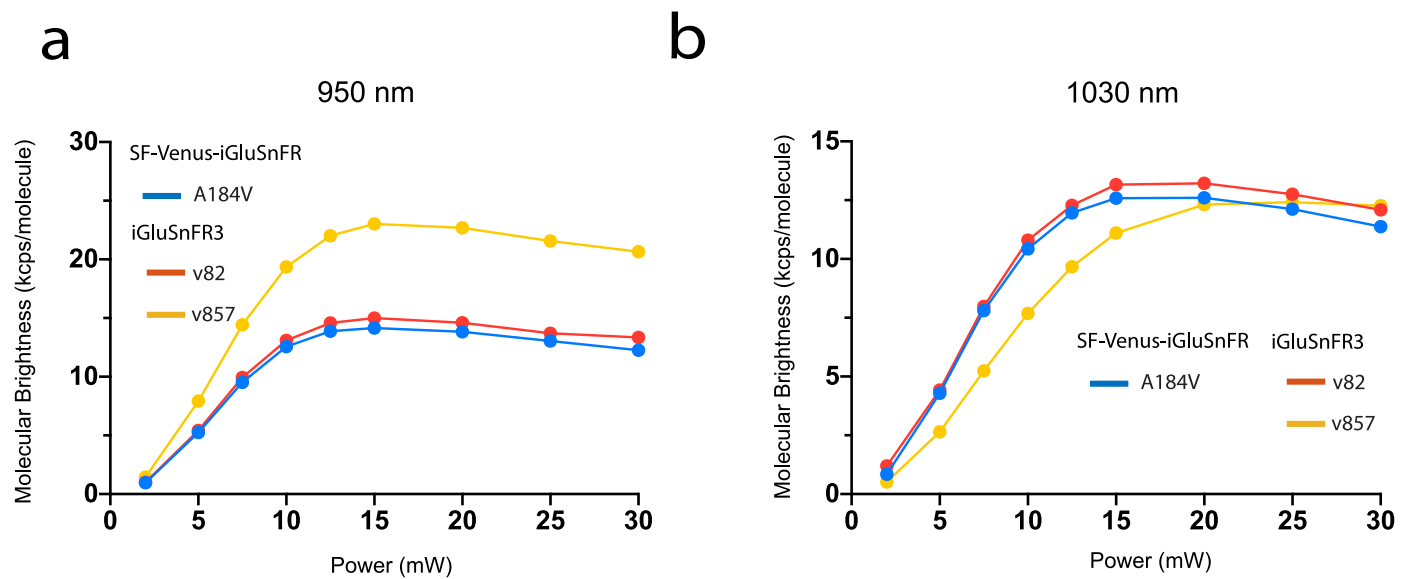 a
950 nm
Molecular Brightness (kcps/molecule)
30
20
10
0
SF-Venus-iGluSnFR
A184V
iGluSnFR3
v82
v857
0 5 10 15 20 25 30
Power (mW)
b
1030 nm
Molecular Brightness (kcps/molecule)
15
10
5
0
SF-Venus-iGluSnFR iGluSnFR3
A184V v82
v857
0 5 10 15 20 25 30
Power (mW)